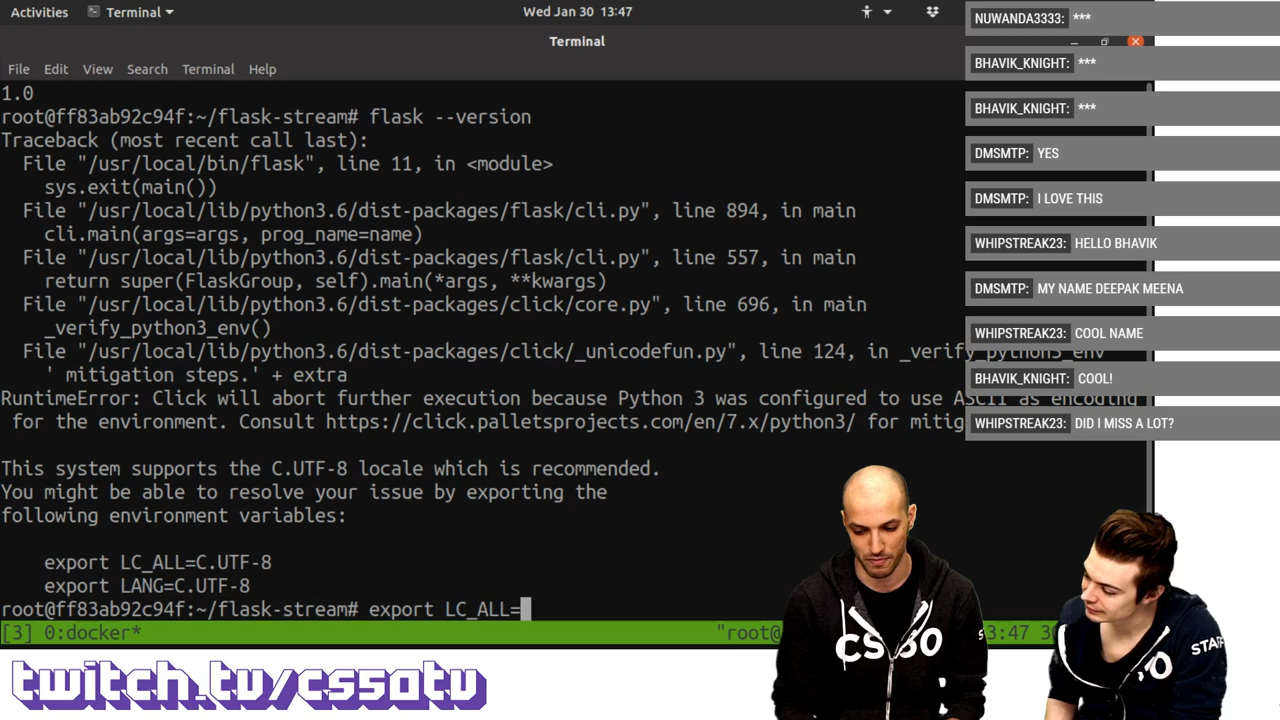 Activities
Terminal
Wed Jan 30 13:47
Terminal
File Edit View Search Terminal Help
1.0
root@ff83ab92c94f:~/flask-stream# flask --version
Traceback (most recent call last):
File "/usr/local/bin/flask", line 11, in <module>
sys.exit(main())
File "/usr/local/lib/python3.6/dist-packages/flask/cli.py", line 894, in main
cli.main(args=args, prog_name=name)
File "/usr/local/lib/python3.6/dist-packages/flask/cli.py", line 557, in main
return super(FlaskGroup, self).main(*args, **kwargs)
File "/usr/local/lib/python3.6/dist-packages/click/core.py", line 696, in main
_verify_python3_env()
File "/usr/local/lib/python3.6/dist-packages/click/_unicodefun.py", line 124, in _verify_python3_env
' mitigation steps.' + extra
RuntimeError: Click will abort further execution because Python 3 was configured to use ASCII as encoding
for the environment. Consult https://click.palletsprojects.com/en/7.x/python3/ for mitig
This system supports the C.UTF-8 locale which is recommended.
You might be able to resolve your issue by exporting the
following environment variables:
export LC_ALL=C.UTF-8
export LANG=C.UTF-8
root@ff83ab92c94f:~/flask-stream# export LC_ALL=
[3] 0:docker* "root@ 3:47 30
NUWANDA3333: ***
BHAVIK_KNIGHT: ***
BHAVIK_KNIGHT: ***
DMSMTP: YES
DMSMTP: I LOVE THIS
WHIPSTREAK23: HELLO BHAVIK
DMSMTP: MY NAME DEEPAK MEENA
WHIPSTREAK23: COOL NAME
BHAVIK_KNIGHT: COOL!
WHIPSTREAK23: DID I MISS A LOT?
twitch.tv/cs50tv
CS 50
STAFF
50